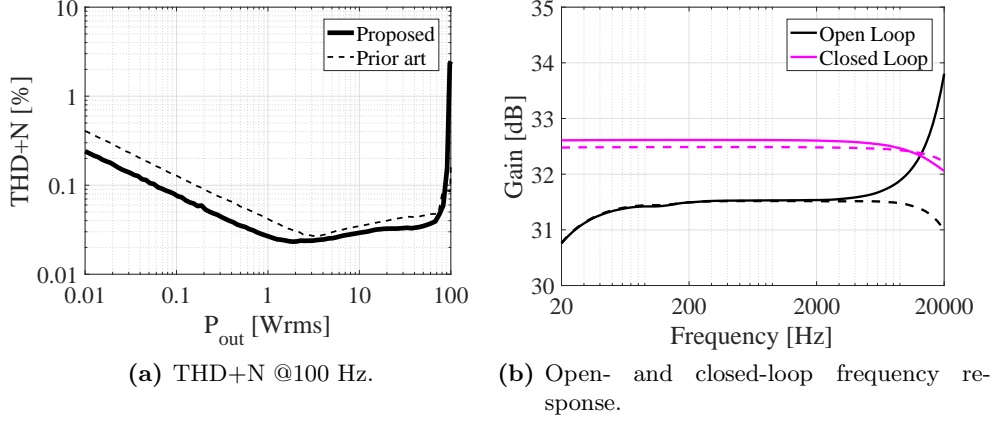 10
1
0.1
0.01
THD+N [%]
0.01 0.1 1 10 100
P_out [Wrms]
Proposed
Prior art
(a) THD+N @100 Hz.
35
34
33
32
31
30
Gain [dB]
20 200 2000 20000
Frequency [Hz]
Open Loop
Closed Loop
(b) Open- and closed-loop frequency re-
sponse.